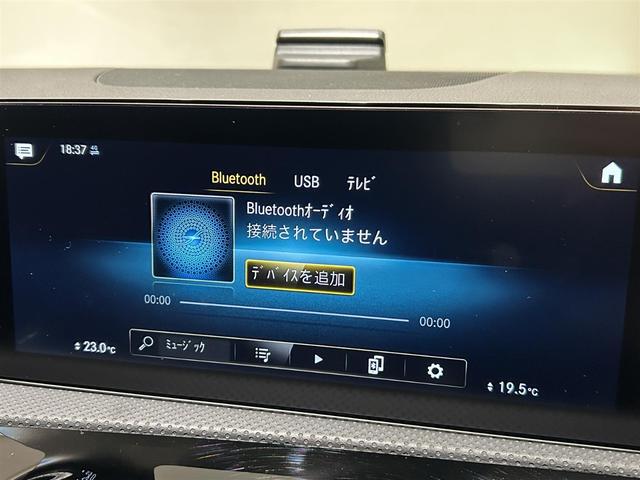 18:37 4G
Bluetooth USB ﾃﾚﾋﾞ
Bluetoothｵｰﾃﾞｨｵ
接続されていません
ﾃﾞﾊﾞｲｽを追加
00:00
00:00
ﾐｭｰｼﾞｯｸ
23.0°C
19.5°C